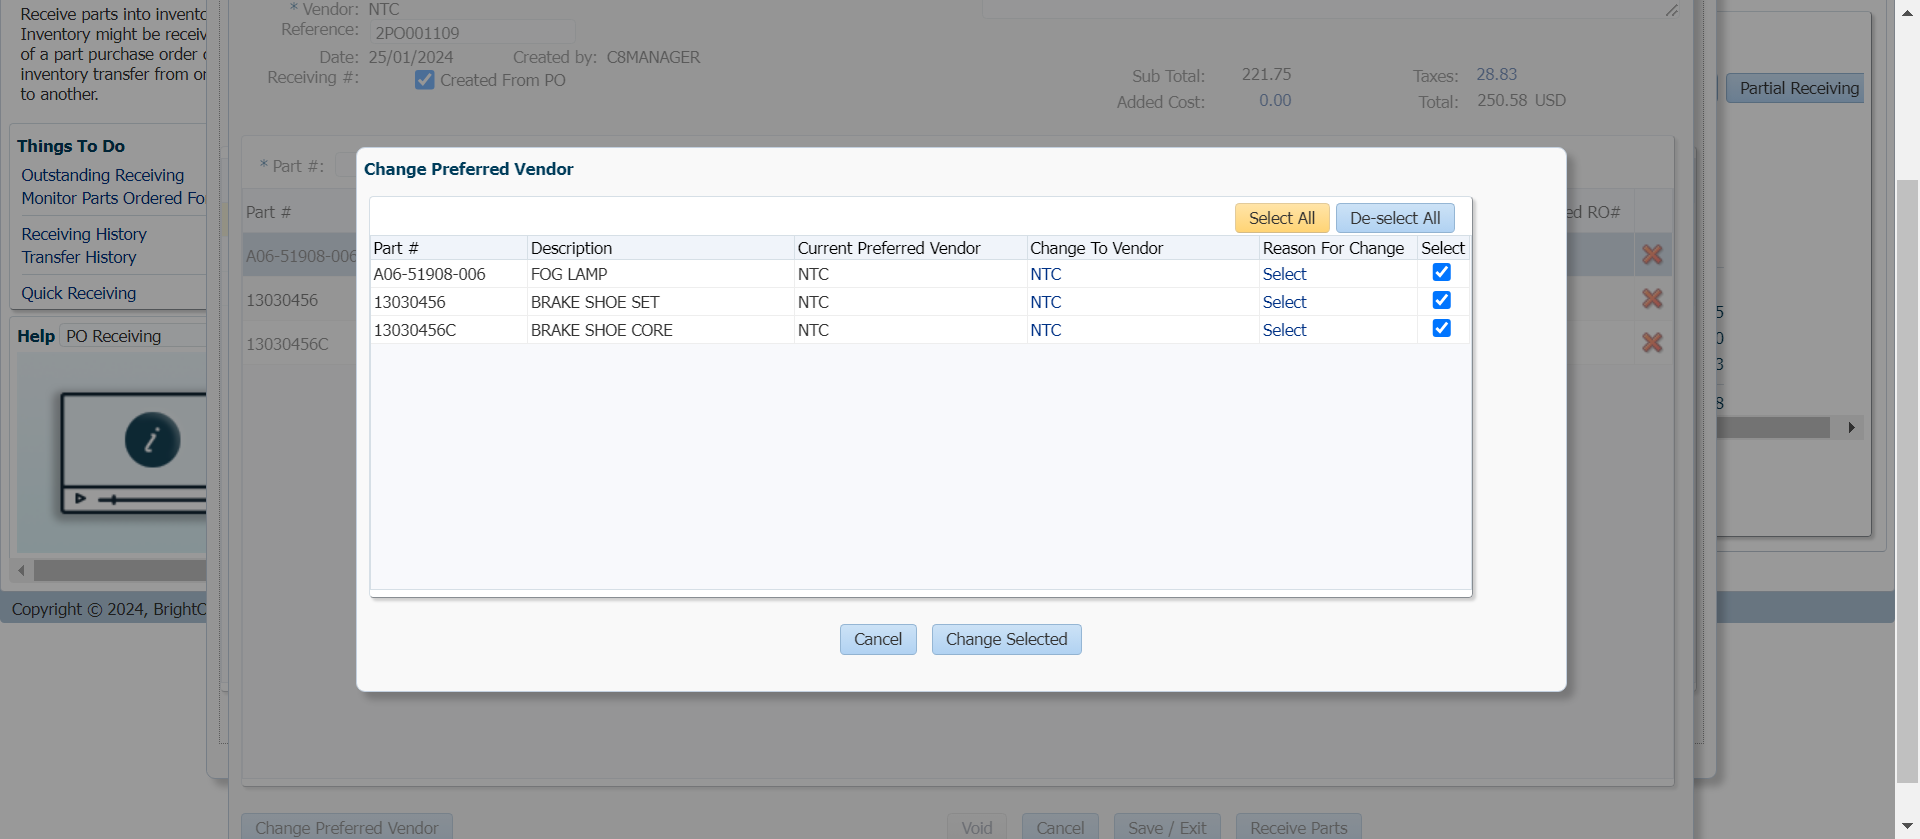 Receive parts into invento
Inventory might be receiv
of a part purchase order
inventory transfer from or
to another.
Things To Do
Outstanding Receiving
Monitor Parts Ordered Fo
Receiving History
Transfer History
Quick Receiving
Help PO Receiving
Copyright © 2024, BrightO
* Vendor: NTC
Reference: 2PO001109
Date: 25/01/2024 Created by: C8MANAGER
Receiving #: Created From PO
Sub Total: 221.75 Taxes: 28.83
Added Cost: 0.00 Total: 250.58 USD
Partial Receiving
* Part #:
Part # ed RO#
A06-51908-006
13030456
13030456C
Change Preferred Vendor
Select All De-select All
Part # Description Current Preferred Vendor Change To Vendor Reason For Change Select
A06-51908-006 FOG LAMP NTC NTC Select
13030456 BRAKE SHOE SET NTC NTC Select
13030456C BRAKE SHOE CORE NTC NTC Select
Cancel Change Selected
5
0
3
8
Change Preferred Vendor Void Cancel Save / Exit Receive Parts